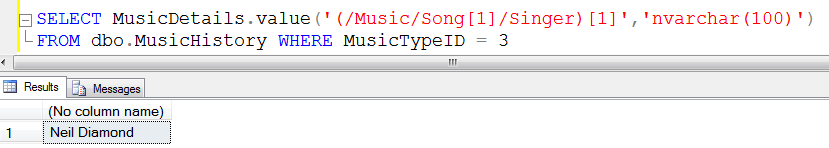 SELECT MusicDetails.value('(/Music/Song[1]/Singer)[1]','nvarchar(100)')
FROM dbo.MusicHistory WHERE MusicTypeID = 3
Results Messages
(No column name)
1 Neil Diamond